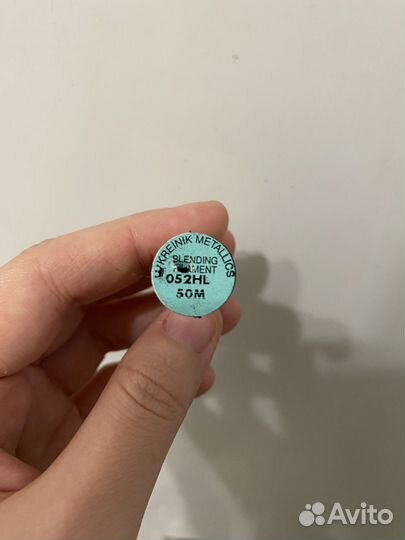 KREINIK METALLICS
BLENDING
052HL
50M
Avito